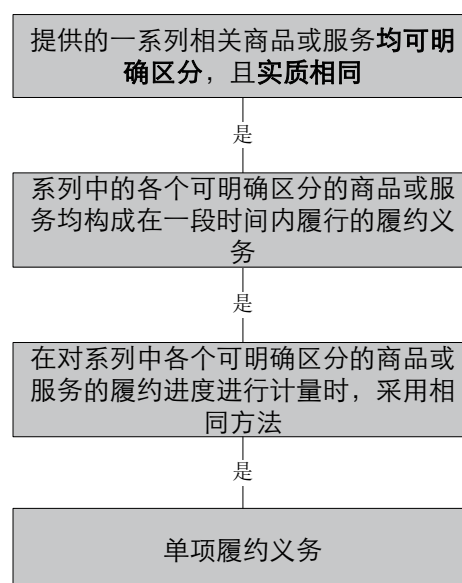 提供的一系列相关商品或服务均可明
确区分，且实质相同
是
系列中的各个可明确区分的商品或服
务均构成在一段时间内履行的履约义
务
是
在对系列中各个可明确区分的商品或
服务的履约进度进行计量时，采用相
同方法
是
单项履约义务